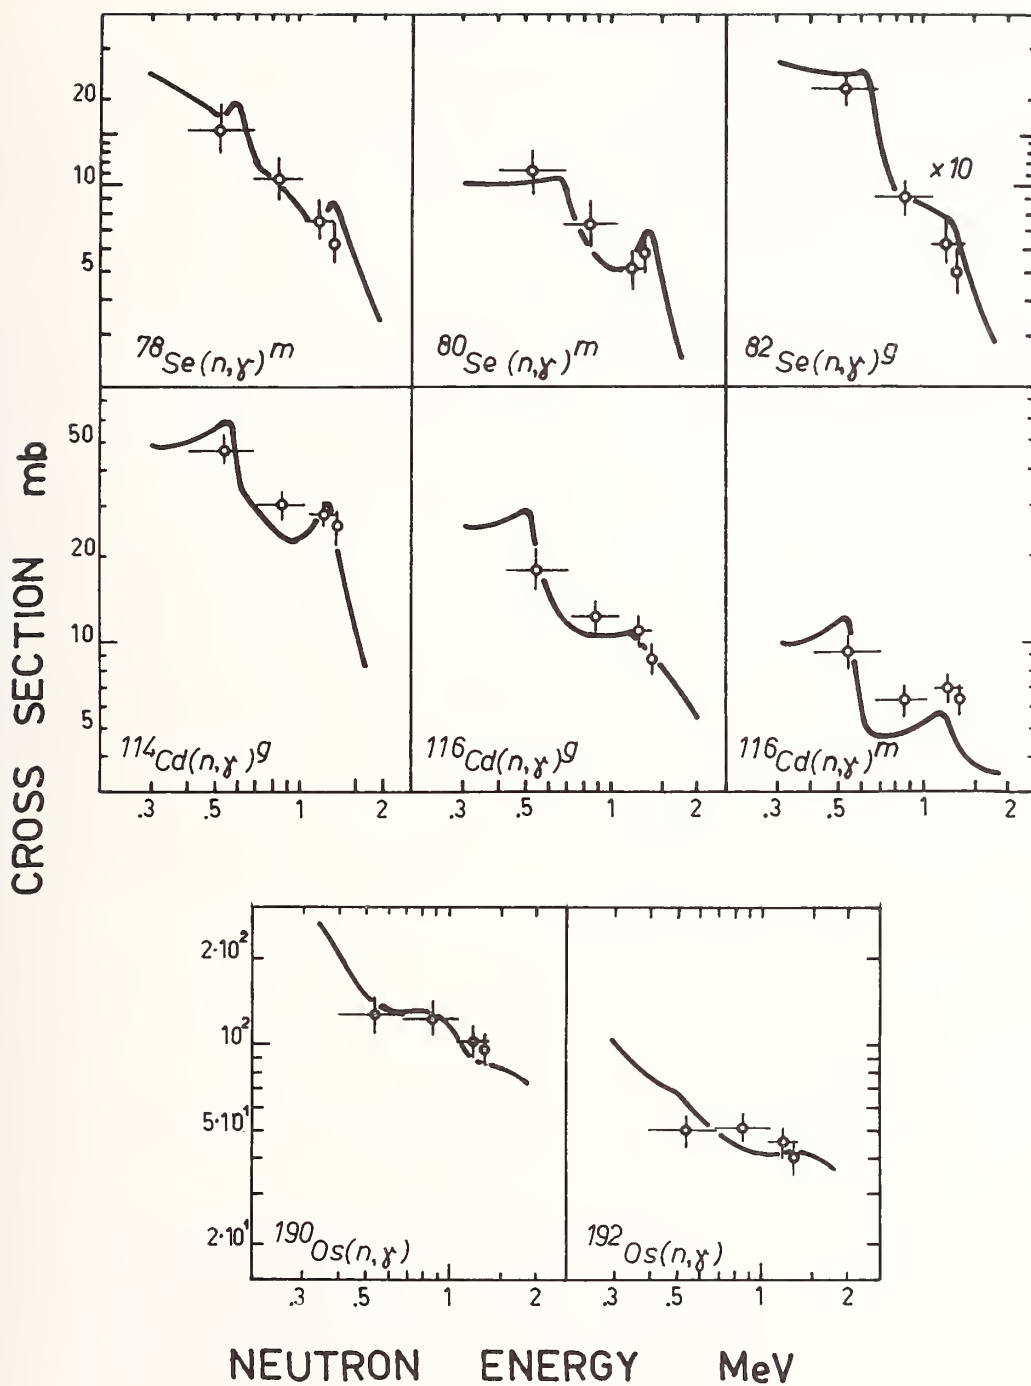 20
10
5
⁷⁸Se(n,γ)ᵐ
⁸⁰Se(n,γ)ᵐ
×10
⁸²Se(n,γ)ᵍ
50
20
10
5
¹¹⁴Cd(n,γ)ᵍ
¹¹⁶Cd(n,γ)ᵍ
¹¹⁶Cd(n,γ)ᵐ
.3 .5 1 2 .3 .5 1 2 .3 .5 1 2
CROSS SECTION mb
2·10²
10²
5·10¹
2·10¹
¹⁹⁰Os(n,γ)
¹⁹²Os(n,γ)
.3 .5 1 2 .3 .5 1 2
NEUTRON ENERGY MeV